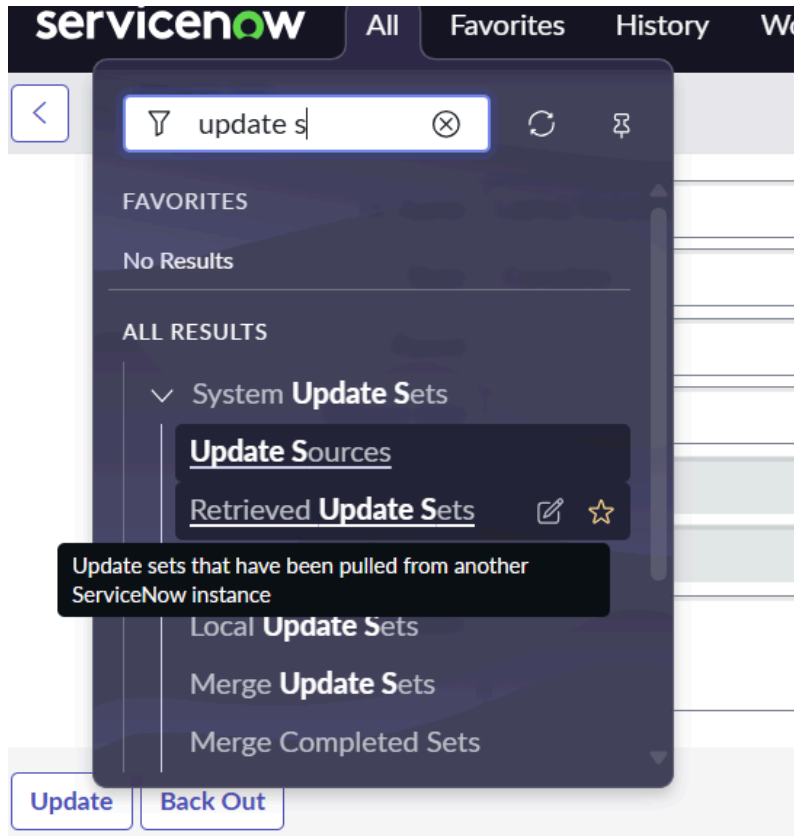 servicenow All Favorites History
update s
FAVORITES
No Results
ALL RESULTS
System Update Sets
Update Sources
Retrieved Update Sets
Update sets that have been pulled from another
ServiceNow instance
Local Update Sets
Merge Update Sets
Merge Completed Sets
Update Back Out